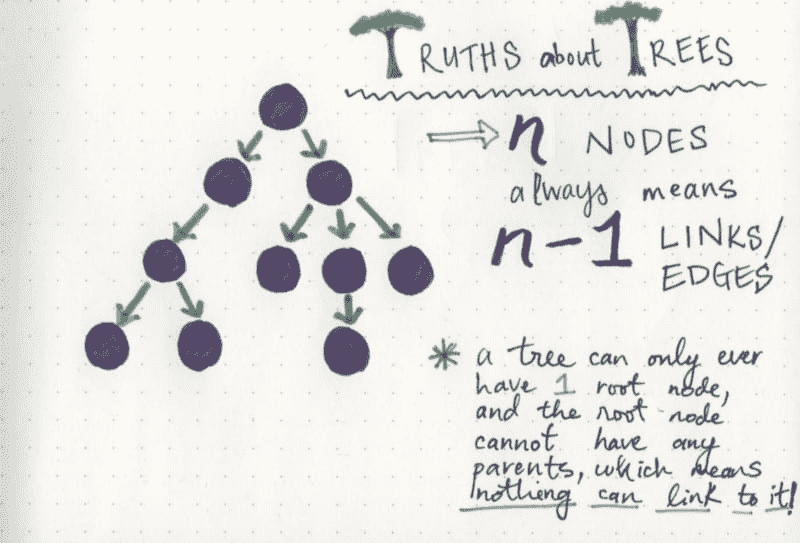 TRUTHS about TREES
n NODES
always means
n-1 LINKS/
EDGES
* a tree can only ever
have 1 root node,
and the root node
cannot have any
parents, which means
nothing can link to it!